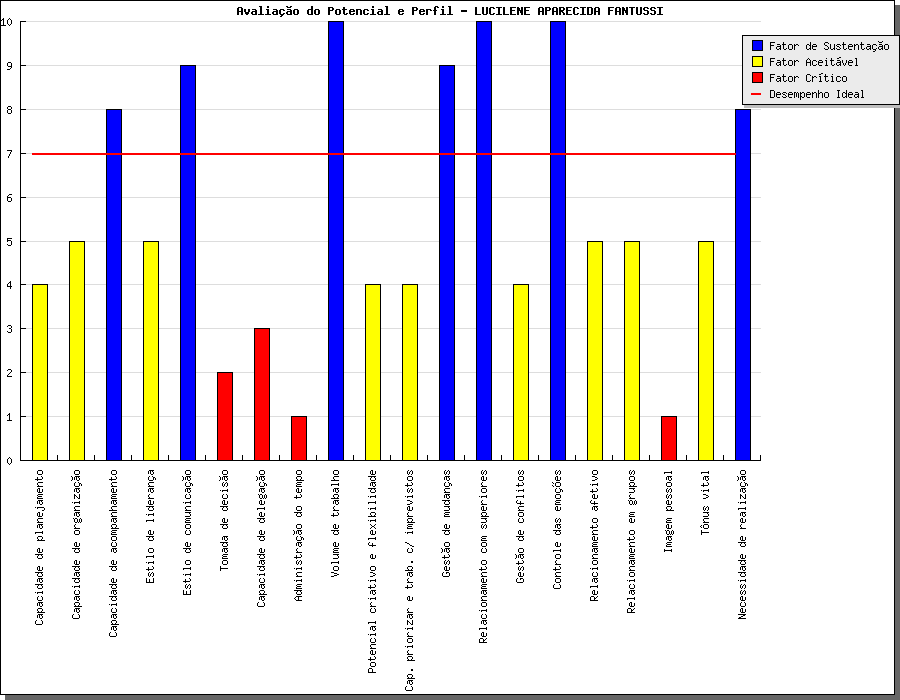 Avaliação do Potencial e Perfil - LUCILENE APARECIDA FANTUSSI
Fator de Sustentação
Fator Aceitável
Fator Crítico
Desempenho Ideal
10
9
8
7
6
5
4
3
2
1
0
Capacidade de planejamento
Capacidade de organização
Capacidade de acompanhamento
Estilo de liderança
Estilo de comunicação
Tomada de decisão
Capacidade de delegação
Administração do tempo
Volume de trabalho
Potencial criativo e flexibilidade
Cap. priorizar e trab. c/ imprevistos
Gestão de mudanças
Relacionamento com superiores
Gestão de conflitos
Controle das emoções
Relacionamento afetivo
Relacionamento em grupos
Imagem pessoal
Tônus vital
Necessidade de realização